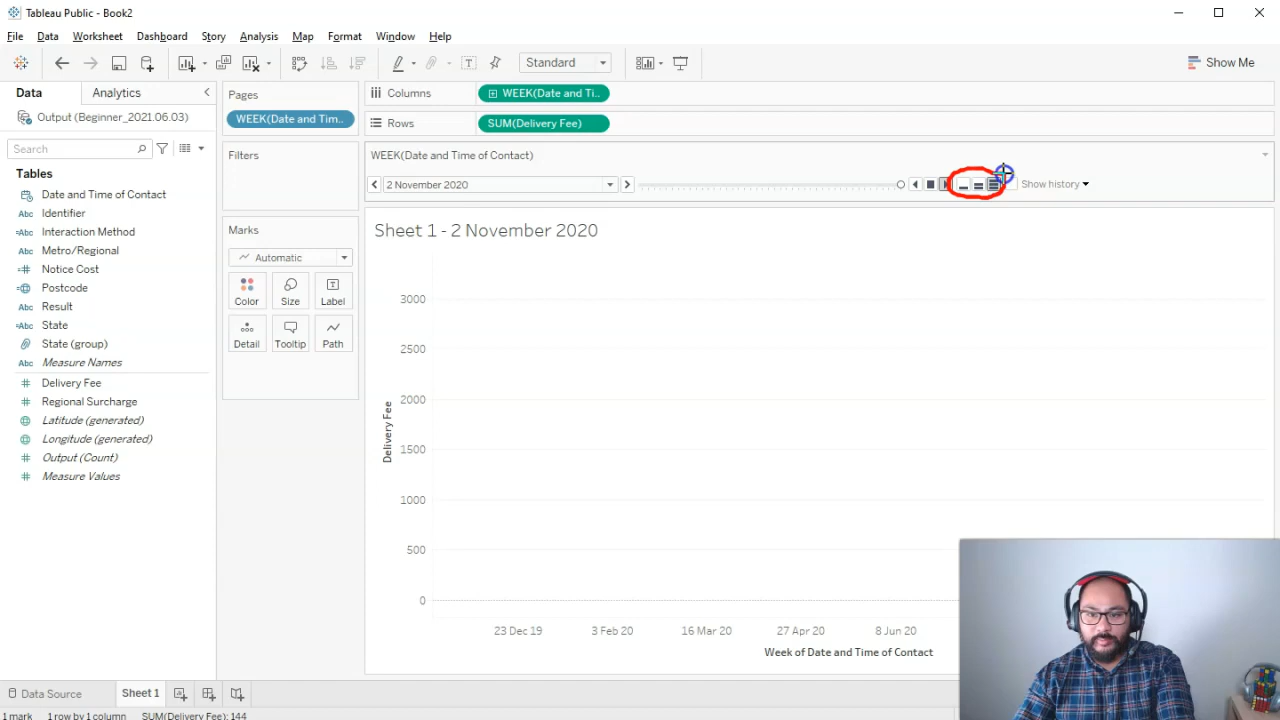 Tableau Public - Book2
File Data Worksheet Dashboard Story Analysis Map Format Window Help
Standard
Show Me
Data Analytics
Output (Beginner_2021.06.03)
Search
Tables
Date and Time of Contact
Abc Identifier
Abc Interaction Method
Abc Metro/Regional
Notice Cost
Postcode
Abc Result
Abc State
State (group)
Abc Measure Names
Delivery Fee
Regional Surcharge
Latitude (generated)
Longitude (generated)
Output (Count)
Measure Values
Pages
WEEK(Date and Tim..
Filters
Marks
Automatic
Color Size Label
Detail Tooltip Path
Columns WEEK(Date and Ti..
Rows SUM(Delivery Fee)
WEEK(Date and Time of Contact)
2 November 2020
Show history
Sheet 1 - 2 November 2020
3000
2500
2000
1500
1000
500
0
Delivery Fee
23 Dec 19 3 Feb 20 16 Mar 20 27 Apr 20 8 Jun 20
Week of Date and Time of Contact
Data Source Sheet 1
1 mark 1 row by 1 column SUM(Delivery Fee): 144